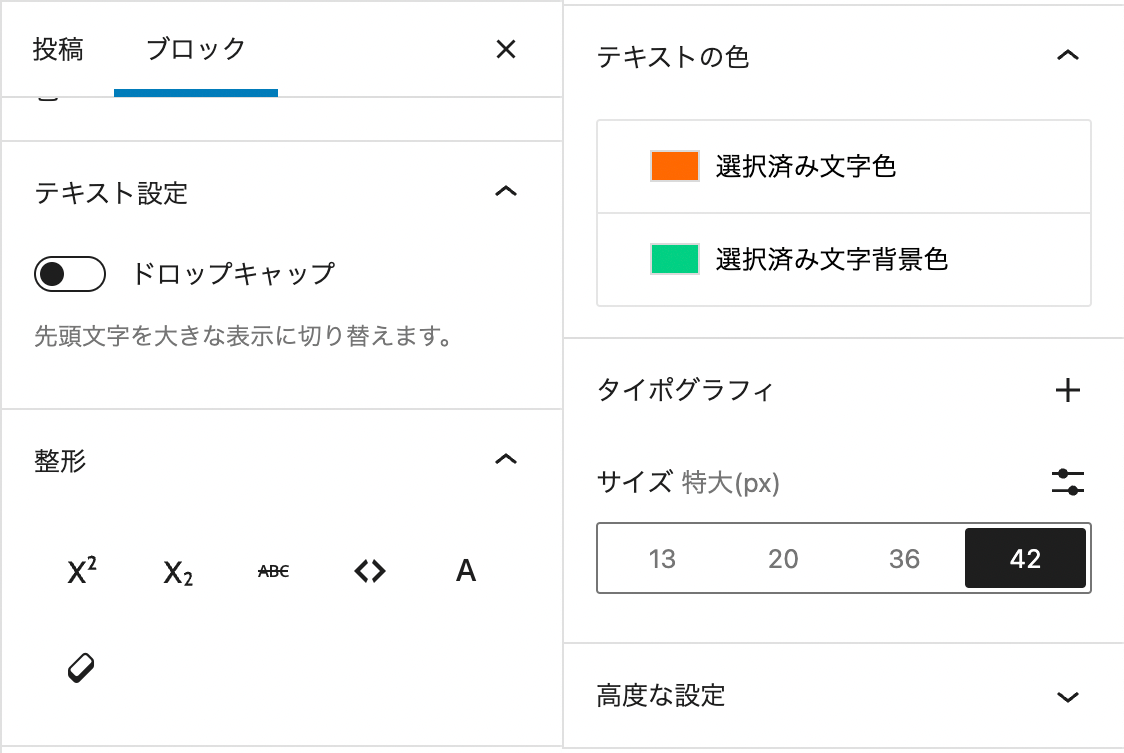 投稿
ブロック
テキスト設定
ドロップキャップ
先頭文字を大きな表示に切り替えます。
整形
X²
X₂
ABC
A
テキストの色
選択済み文字色
選択済み文字背景色
タイポグラフィ
サイズ 特大(px)
13 20 36 42
高度な設定